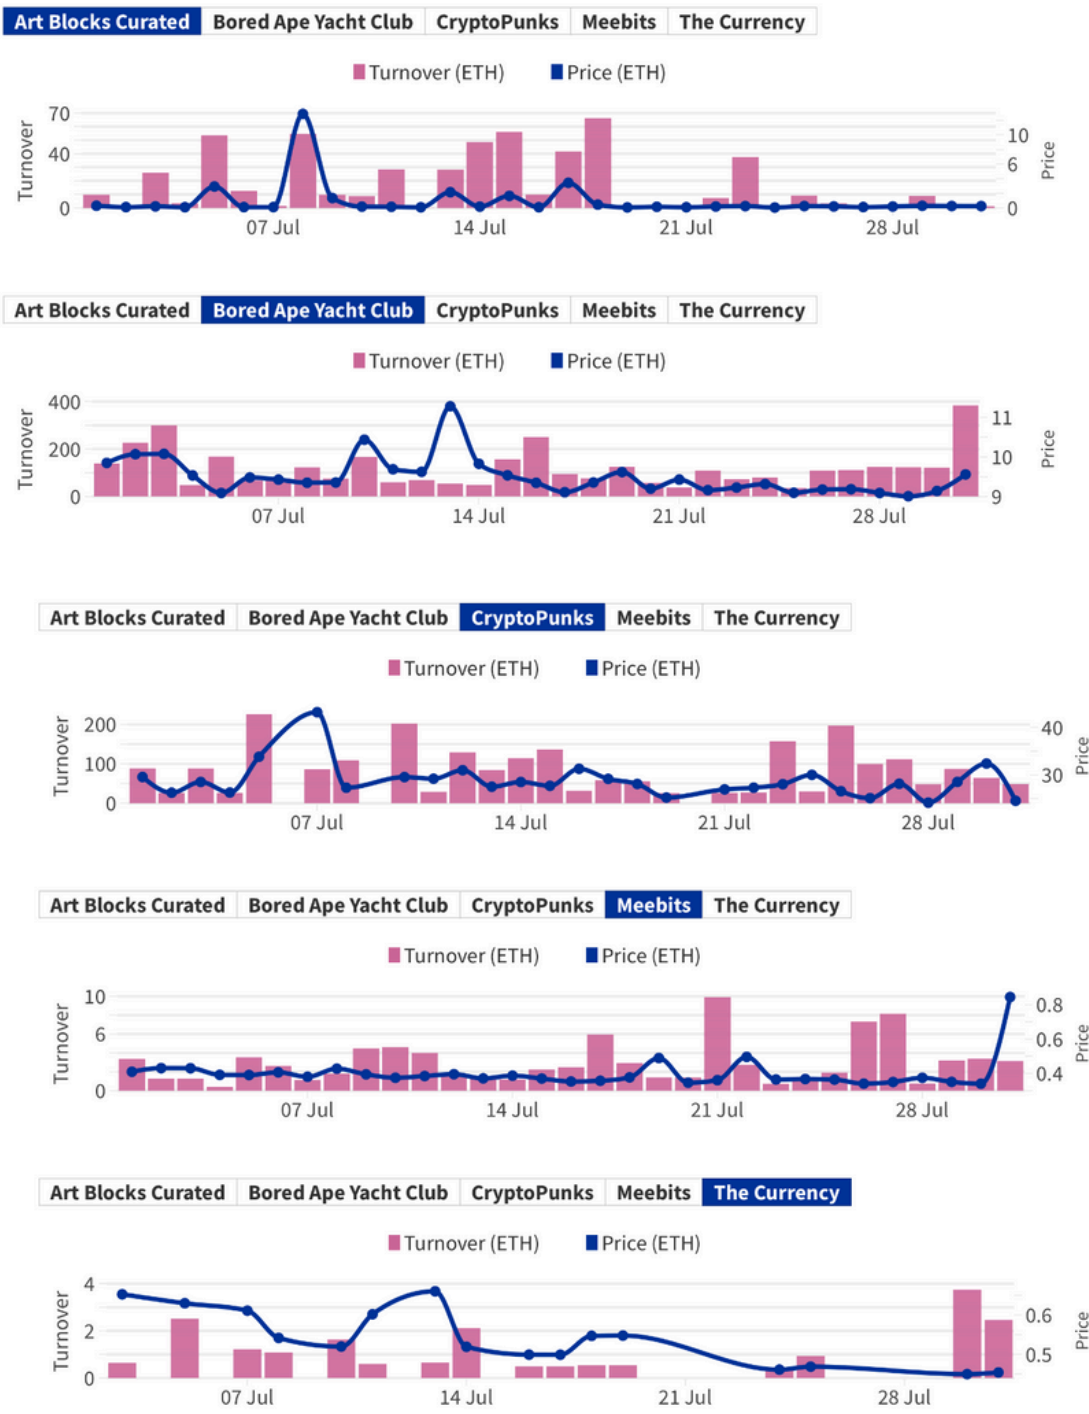 Art Blocks Curated Bored Ape Yacht Club CryptoPunks Meebits The Currency
Turnover (ETH) Price (ETH)
Turnover
70
40
0
10
6
0
Price
07 Jul 14 Jul 21 Jul 28 Jul
Art Blocks Curated Bored Ape Yacht Club CryptoPunks Meebits The Currency
Turnover (ETH) Price (ETH)
Turnover
400
200
0
11
10
9
Price
07 Jul 14 Jul 21 Jul 28 Jul
Art Blocks Curated Bored Ape Yacht Club CryptoPunks Meebits The Currency
Turnover (ETH) Price (ETH)
Turnover
200
100
0
40
30
Price
07 Jul 14 Jul 21 Jul 28 Jul
Art Blocks Curated Bored Ape Yacht Club CryptoPunks Meebits The Currency
Turnover (ETH) Price (ETH)
Turnover
10
6
0
0.8
0.6
0.4
Price
07 Jul 14 Jul 21 Jul 28 Jul
Art Blocks Curated Bored Ape Yacht Club CryptoPunks Meebits The Currency
Turnover (ETH) Price (ETH)
Turnover
4
2
0
0.6
0.5
Price
07 Jul 14 Jul 21 Jul 28 Jul